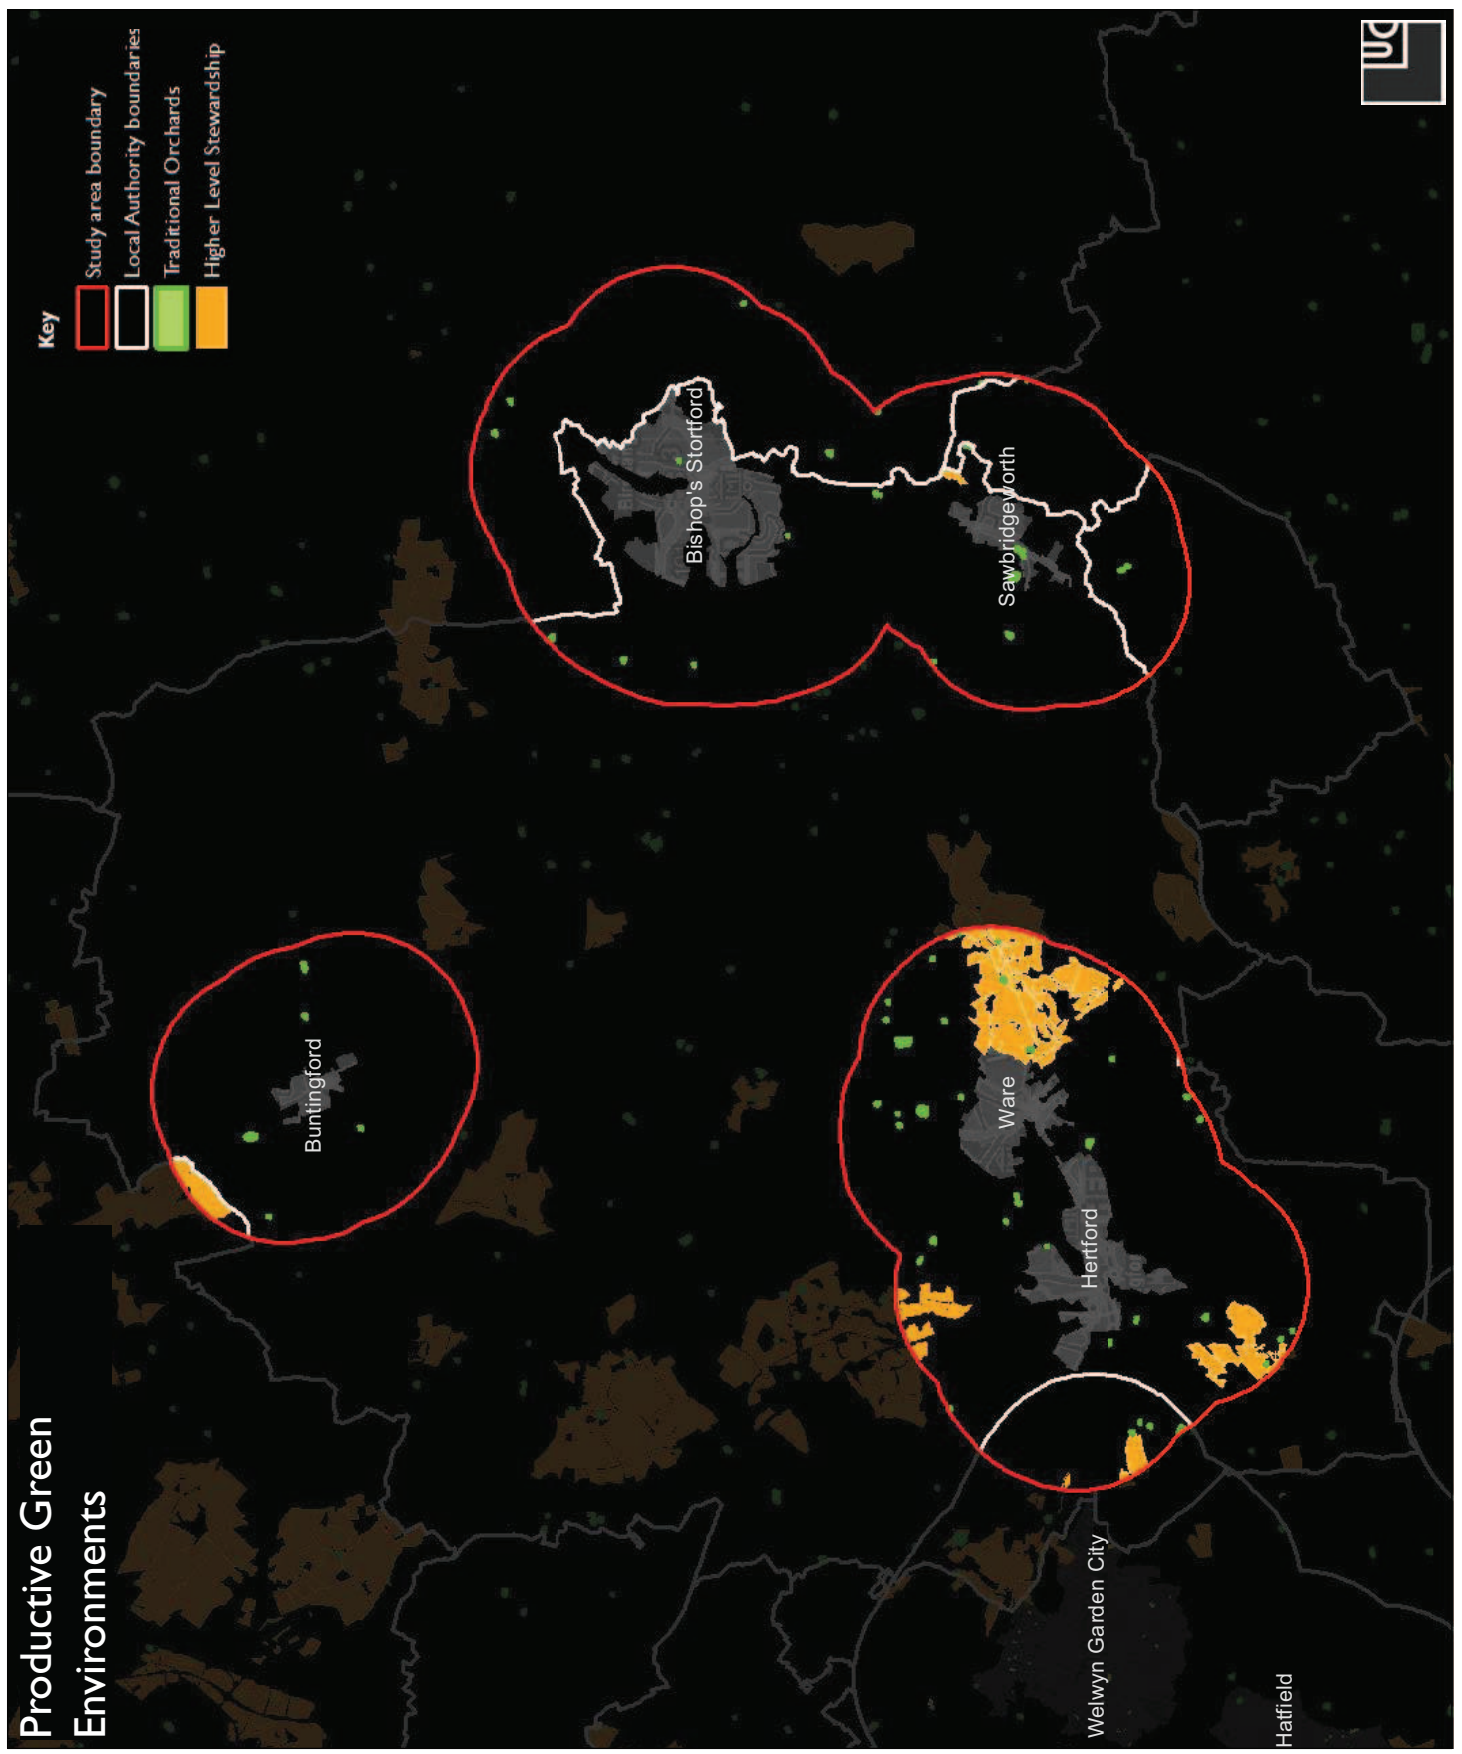 Productive Green
Environments
Key
Study area boundary
Local Authority boundaries
Traditional Orchards
Higher Level Stewardship
Buntingford
Bishop's Stortford
Sawbridgeworth
Ware
Hertford
Welwyn Garden City
Hatfield